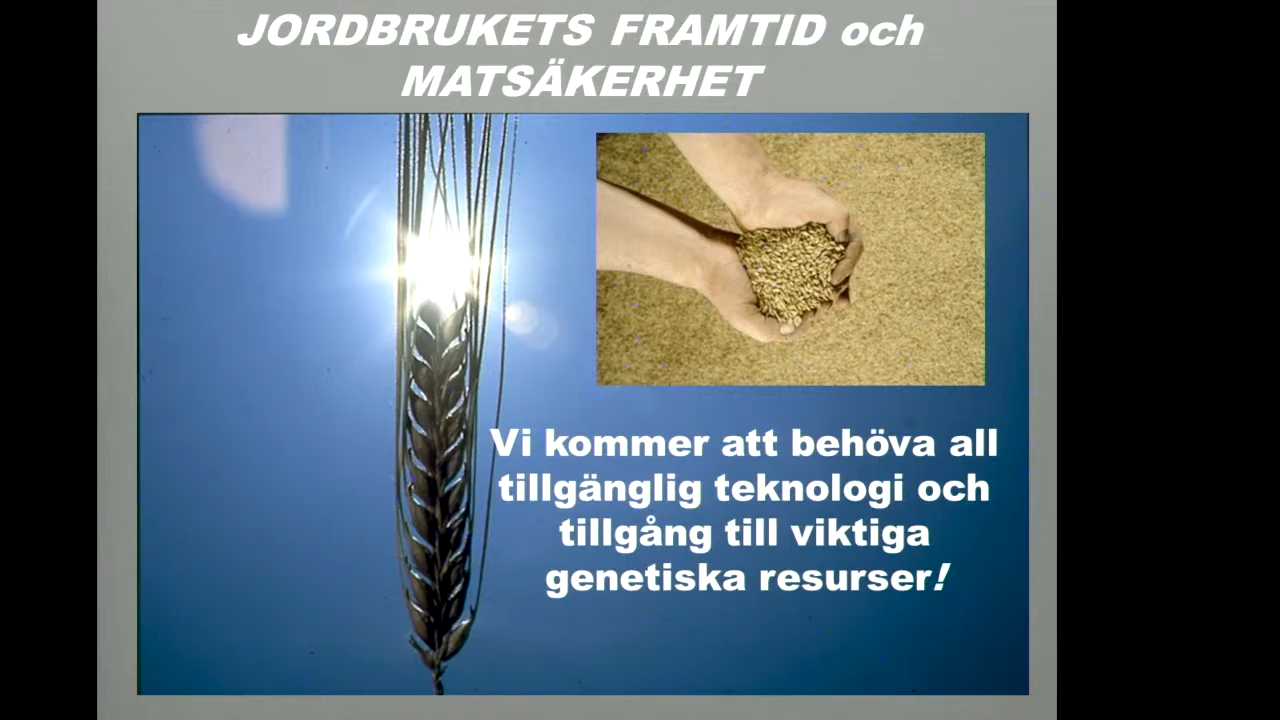 JORDBRUKETS FRAMTID och
MATSÄKERHET
Vi kommer att behöva all
tillgänglig teknologi och
tillgång till viktiga
genetiska resurser!